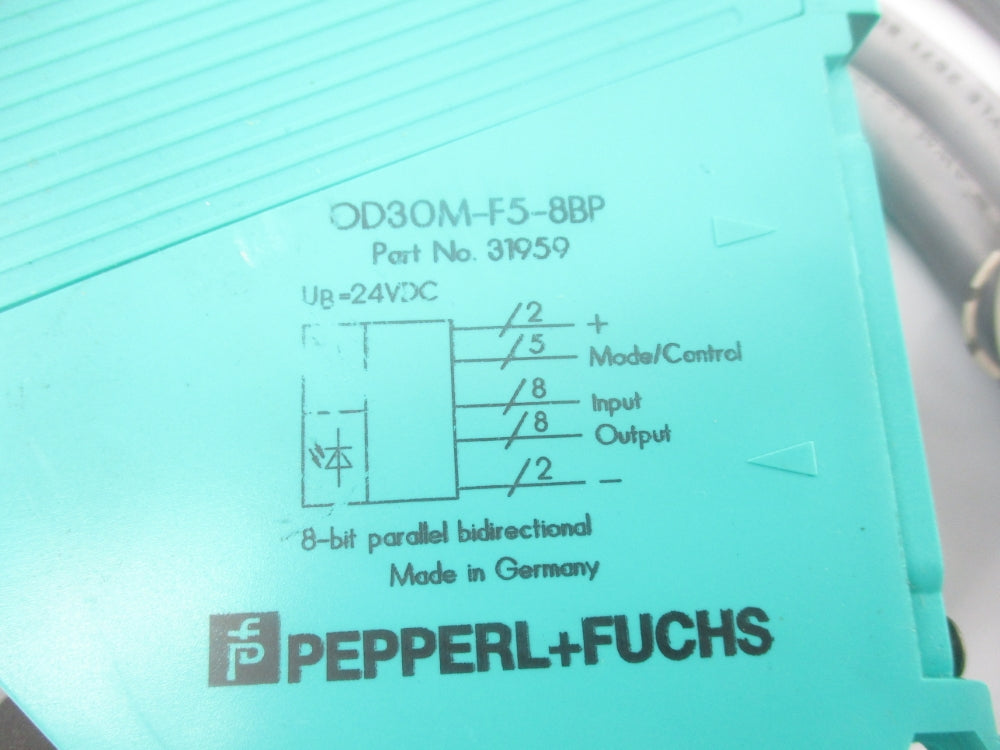 OD30M-F5-8BP
Part No. 31959
UB=24VDC
2 +
5 Mode/Control
8 Input
8 Output
2 –
8-bit parallel bidirectional
Made in Germany
PEPPERL+FUCHS